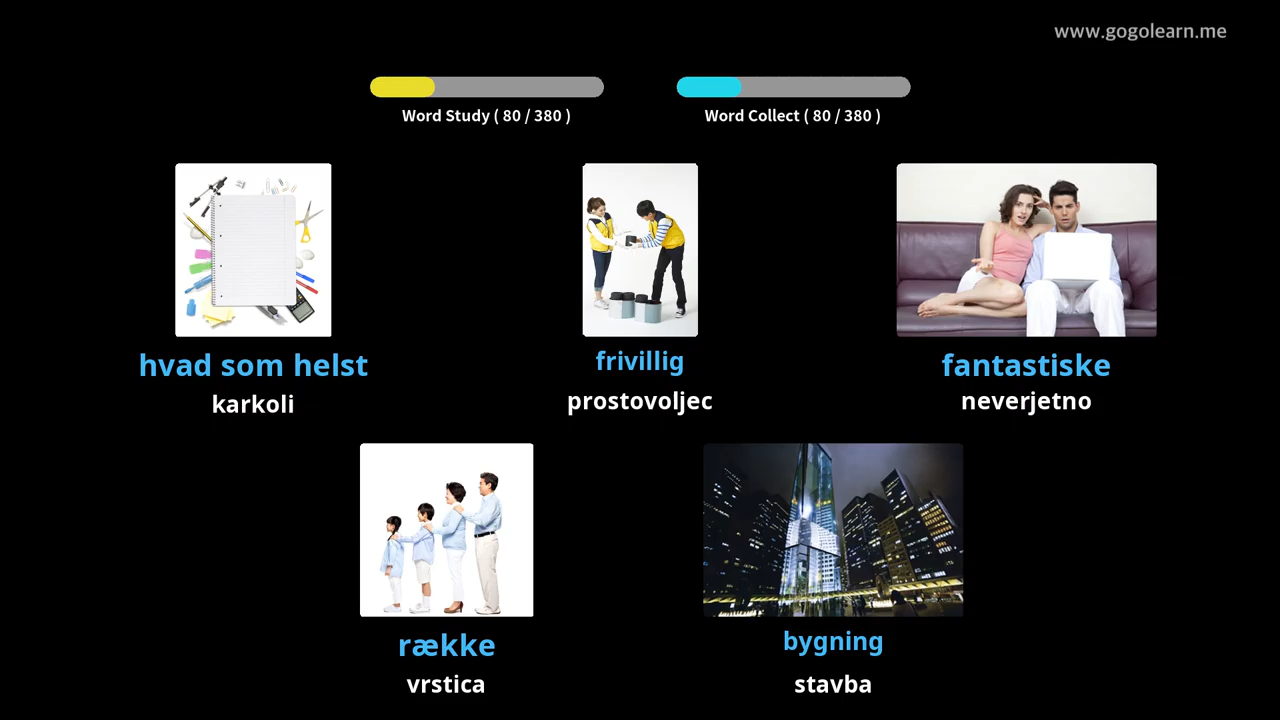 www.gogolearn.me
Word Study ( 80 / 380 )
Word Collect ( 80 / 380 )
hvad som helst
karkoli
frivillig
prostovoljec
fantastiske
neverjetno
række
vrstica
bygning
stavba